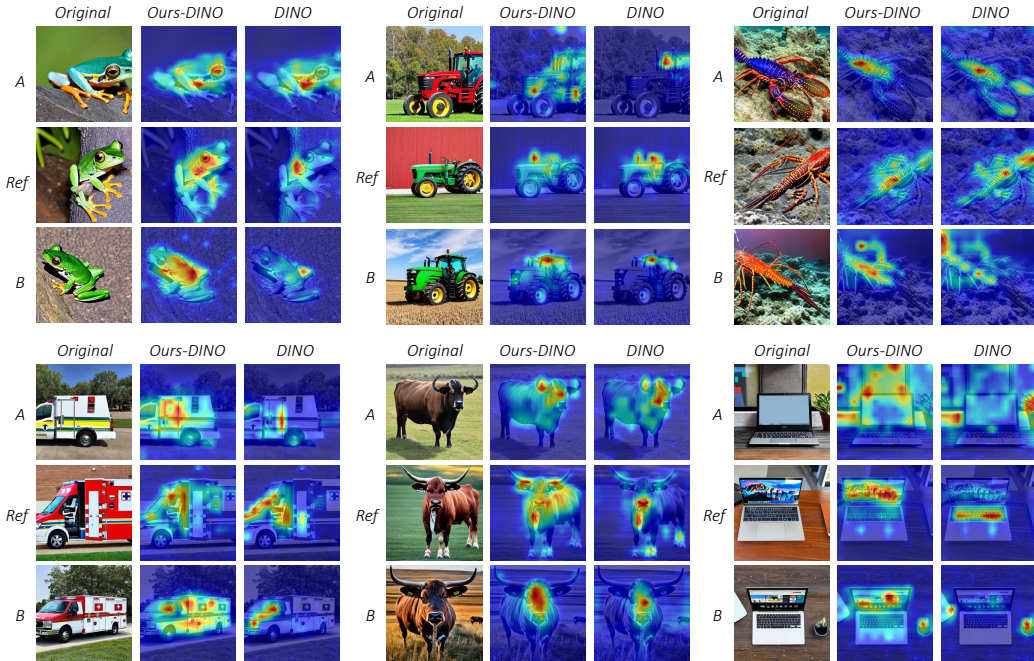 Original Ours-DINO DINO Original Ours-DINO DINO Original Ours-DINO DINO
A A A
Ref Ref Ref
B B B
Original Ours-DINO DINO Original Ours-DINO DINO Original Ours-DINO DINO
A A A
Ref Ref Ref
B B B